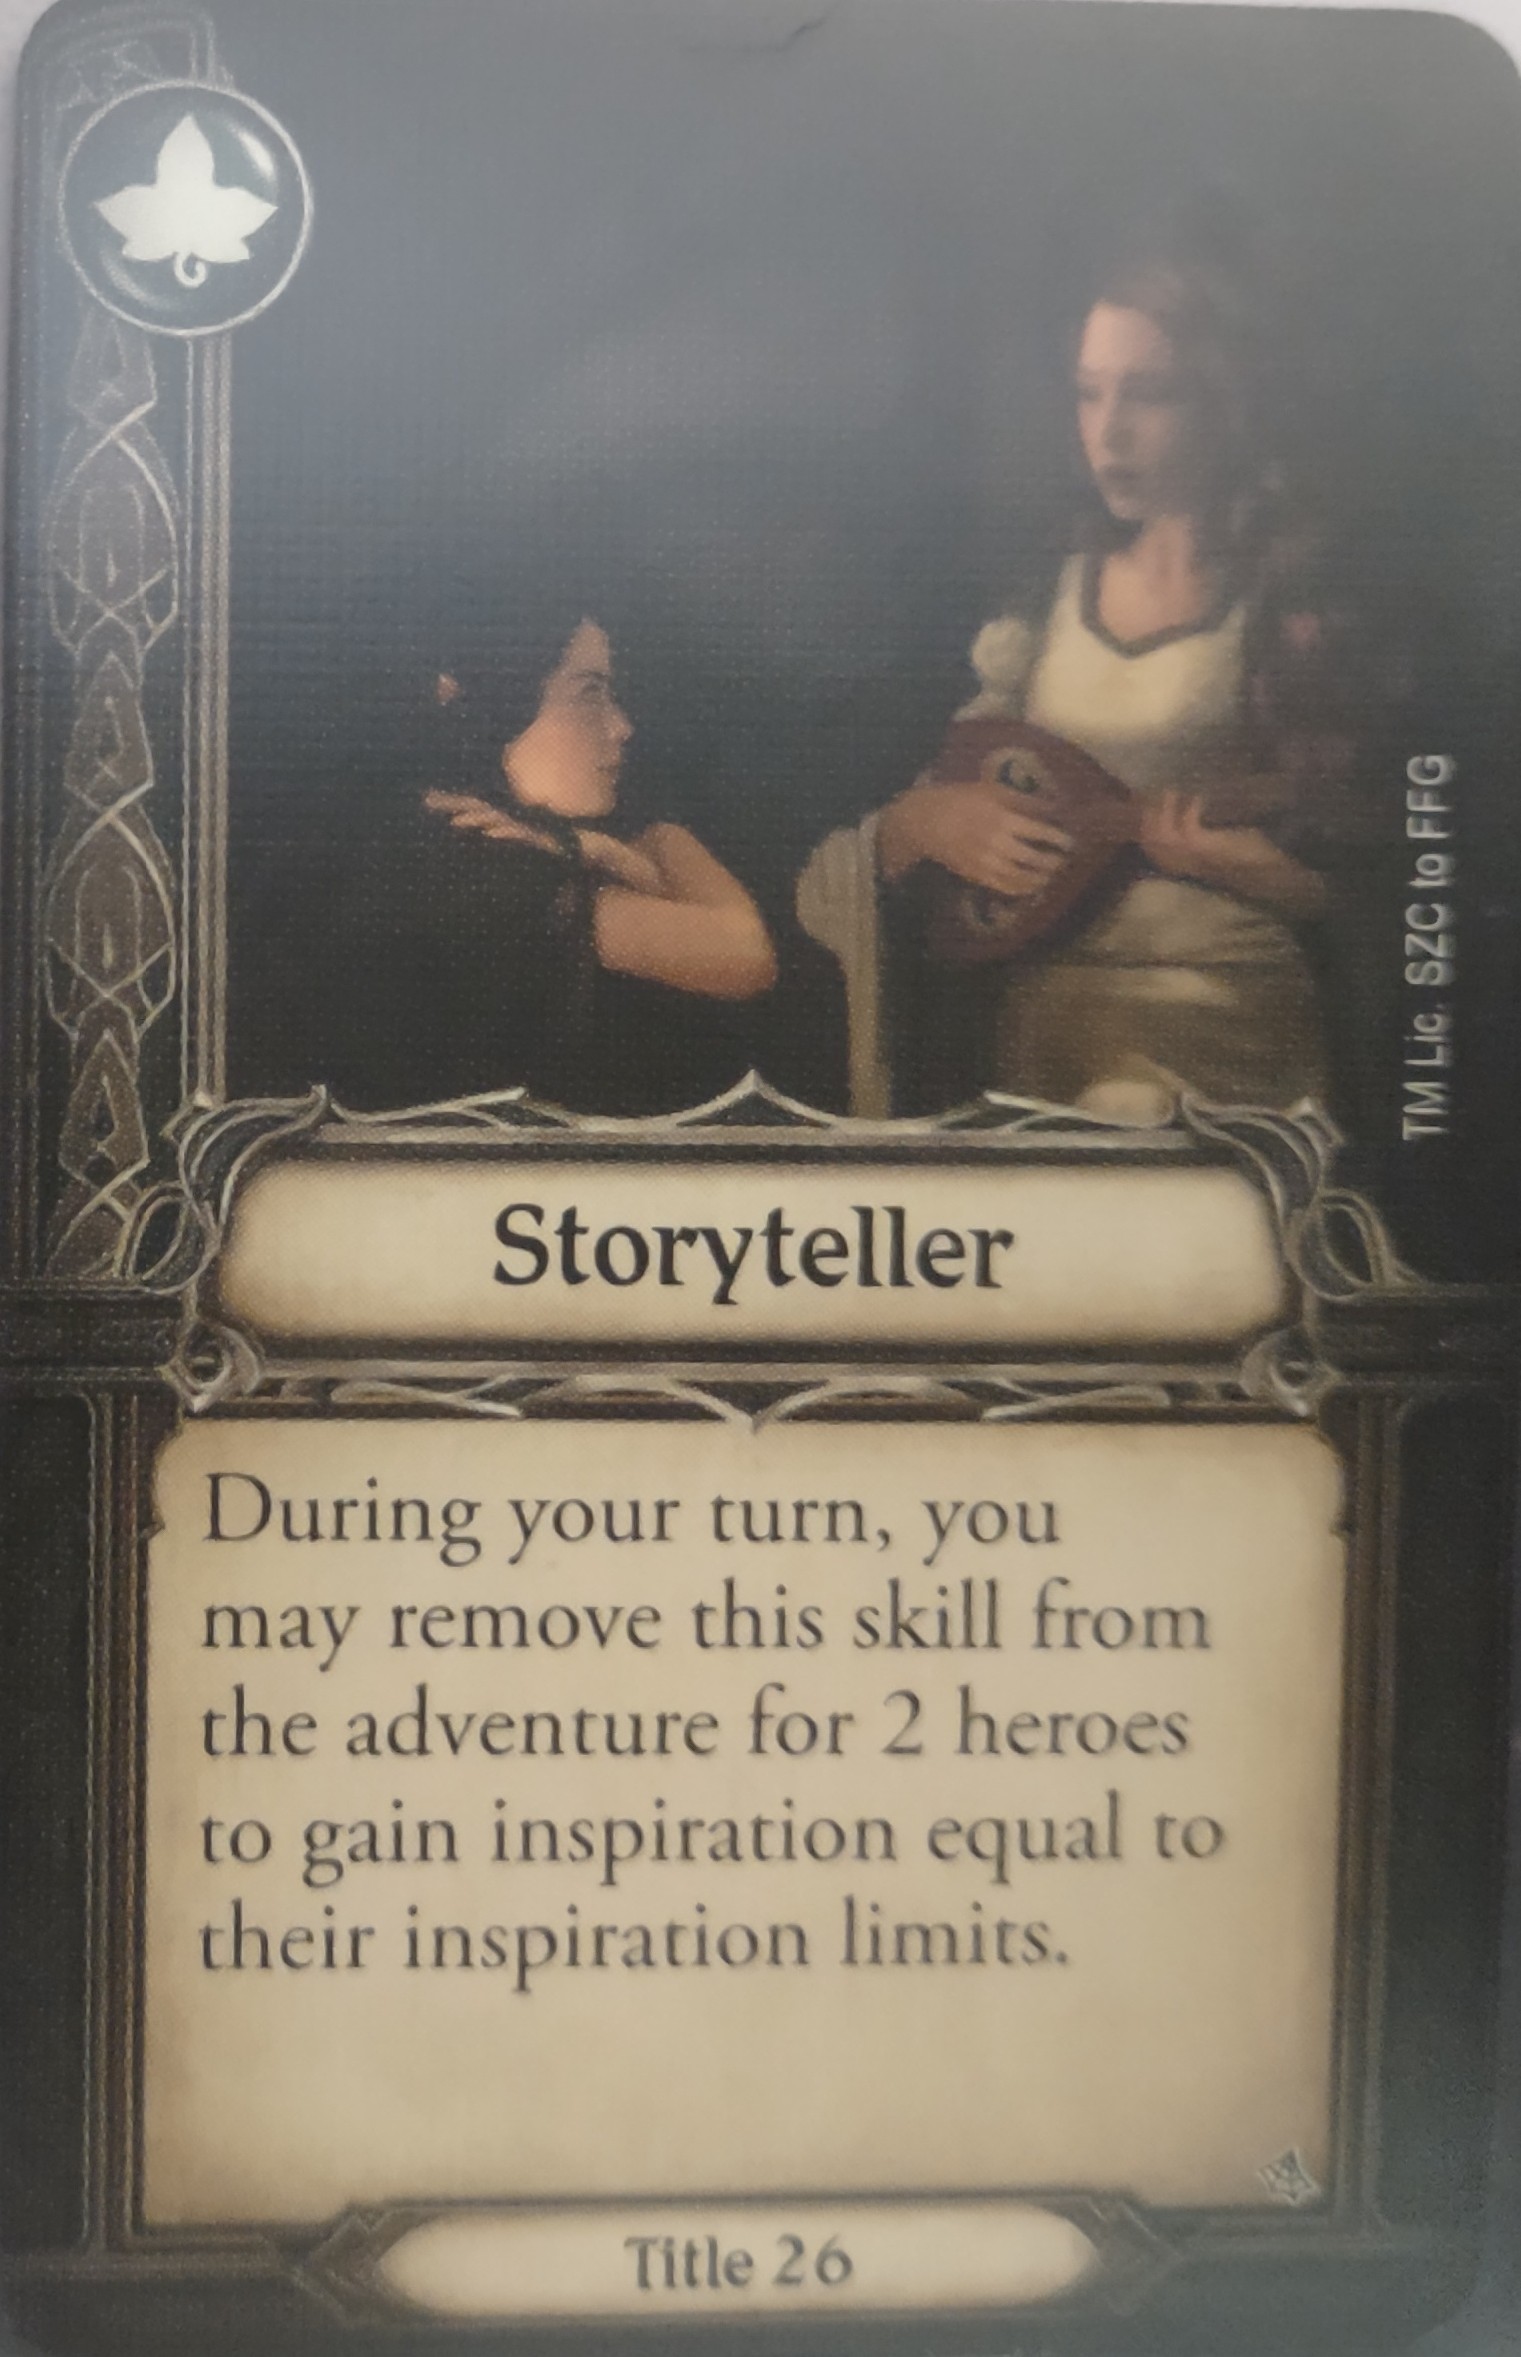 TM Lic. SZC to FFG
Storyteller
During your turn, you
may remove this skill from
the adventure for 2 heroes
to gain inspiration equal to
their inspiration limits.
Title 26